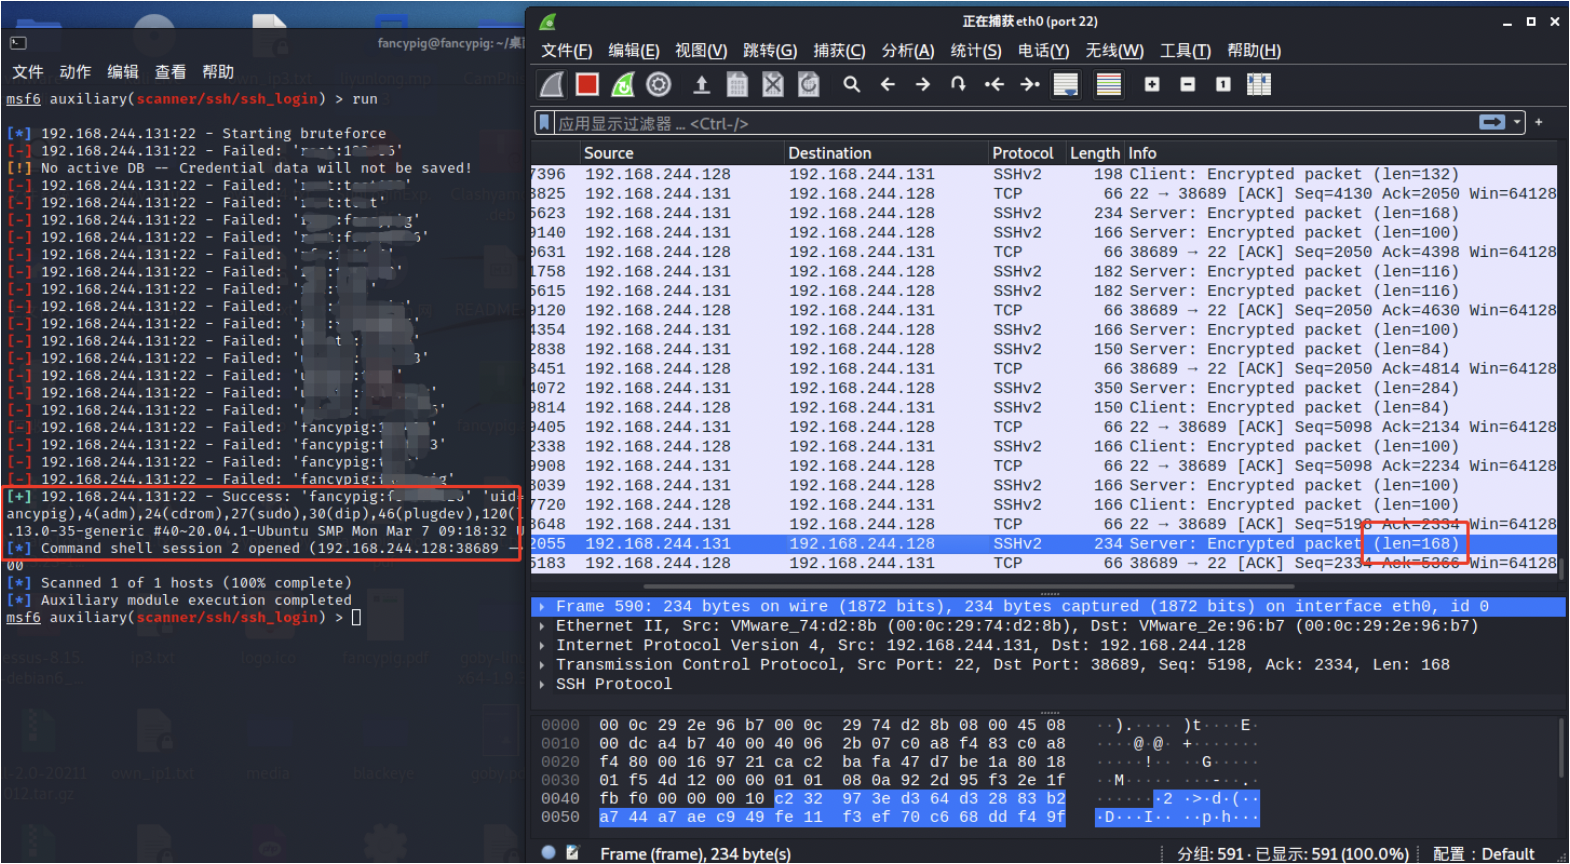 fancypig@fancypig: ~/桌面
文件 动作 编辑 查看 帮助
msf6 auxiliary(scanner/ssh/ssh_login) > run
[*] 192.168.244.131:22 - Starting bruteforce
[-] 192.168.244.131:22 - Failed: '
[!] No active DB -- Credential data will not be saved!
[-] 192.168.244.131:22 - Failed: '
[-] 192.168.244.131:22 - Failed: '
[-] 192.168.244.131:22 - Failed: '
[-] 192.168.244.131:22 - Failed: '
[-] 192.168.244.131:22 - Failed: '
[-] 192.168.244.131:22 - Failed: '
[-] 192.168.244.131:22 - Failed: '
[-] 192.168.244.131:22 - Failed: '
[-] 192.168.244.131:22 - Failed: '
[-] 192.168.244.131:22 - Failed: '
[-] 192.168.244.131:22 - Failed: '
[-] 192.168.244.131:22 - Failed: '
[-] 192.168.244.131:22 - Failed: '
[-] 192.168.244.131:22 - Failed: '
[-] 192.168.244.131:22 - Failed: 'fancypig:
[-] 192.168.244.131:22 - Failed: 'fancypig:
[-] 192.168.244.131:22 - Failed: 'fancypig:
[-] 192.168.244.131:22 - Failed: 'fancypig:
[+] 192.168.244.131:22 - Success: 'fancypig: 'uid=
ancypig),4(adm),24(cdrom),27(sudo),30(dip),46(plugdev),120(
.13.0-35-generic #40~20.04.1-Ubuntu SMP Mon Mar 7 09:18:32 U
[*] Command shell session 2 opened (192.168.244.128:38689 --
00
[*] Scanned 1 of 1 hosts (100% complete)
[*] Auxiliary module execution completed
msf6 auxiliary(scanner/ssh/ssh_login) >
正在捕获 eth0 (port 22)
文件(F) 编辑(E) 视图(V) 跳转(G) 捕获(C) 分析(A) 统计(S) 电话(Y) 无线(W) 工具(T) 帮助(H)
应用显示过滤器 … <Ctrl-/>
Source Destination Protocol Length Info
7396 192.168.244.128 192.168.244.131 SSHv2 198 Client: Encrypted packet (len=132)
3825 192.168.244.131 192.168.244.128 TCP 66 22 → 38689 [ACK] Seq=4130 Ack=2050 Win=64128
5623 192.168.244.131 192.168.244.128 SSHv2 234 Server: Encrypted packet (len=168)
9140 192.168.244.131 192.168.244.128 SSHv2 166 Server: Encrypted packet (len=100)
9631 192.168.244.128 192.168.244.131 TCP 66 38689 → 22 [ACK] Seq=2050 Ack=4398 Win=64128
1758 192.168.244.131 192.168.244.128 SSHv2 182 Server: Encrypted packet (len=116)
5615 192.168.244.131 192.168.244.128 SSHv2 182 Server: Encrypted packet (len=116)
9120 192.168.244.128 192.168.244.131 TCP 66 38689 → 22 [ACK] Seq=2050 Ack=4630 Win=64128
4354 192.168.244.131 192.168.244.128 SSHv2 166 Server: Encrypted packet (len=100)
2838 192.168.244.131 192.168.244.128 SSHv2 150 Server: Encrypted packet (len=84)
3451 192.168.244.128 192.168.244.131 TCP 66 38689 → 22 [ACK] Seq=2050 Ack=4814 Win=64128
4072 192.168.244.131 192.168.244.128 SSHv2 350 Server: Encrypted packet (len=284)
9814 192.168.244.128 192.168.244.131 SSHv2 150 Client: Encrypted packet (len=84)
9405 192.168.244.131 192.168.244.128 TCP 66 22 → 38689 [ACK] Seq=5098 Ack=2134 Win=64128
2338 192.168.244.128 192.168.244.131 SSHv2 166 Client: Encrypted packet (len=100)
9908 192.168.244.131 192.168.244.128 TCP 66 22 → 38689 [ACK] Seq=5098 Ack=2234 Win=64128
3039 192.168.244.131 192.168.244.128 SSHv2 166 Server: Encrypted packet (len=100)
7720 192.168.244.128 192.168.244.131 SSHv2 166 Client: Encrypted packet (len=100)
3648 192.168.244.131 192.168.244.128 TCP 66 22 → 38689 [ACK] Seq=5198 Ack=2334 Win=64128
2055 192.168.244.131 192.168.244.128 SSHv2 234 Server: Encrypted packet (len=168)
5183 192.168.244.128 192.168.244.131 TCP 66 38689 → 22 [ACK] Seq=2334 Ack=5366 Win=64128
Frame 590: 234 bytes on wire (1872 bits), 234 bytes captured (1872 bits) on interface eth0, id 0
Ethernet II, Src: VMware_74:d2:8b (00:0c:29:74:d2:8b), Dst: VMware_2e:96:b7 (00:0c:29:2e:96:b7)
Internet Protocol Version 4, Src: 192.168.244.131, Dst: 192.168.244.128
Transmission Control Protocol, Src Port: 22, Dst Port: 38689, Seq: 5198, Ack: 2334, Len: 168
SSH Protocol
0000 00 0c 29 2e 96 b7 00 0c 29 74 d2 8b 08 00 45 08 ··).···· )t····E·
0010 00 dc a4 b7 40 00 40 06 2b 07 c0 a8 f4 83 c0 a8 ····@·@· +·······
0020 f4 80 00 16 97 21 ca c2 ba fa 47 d7 be 1a 80 18 ·····!·· ··G·····
0030 01 f5 4d 12 00 00 01 01 08 0a 92 2d 95 f3 2e 1f ··M····· ···-··.·
0040 fb f0 00 00 00 10 c2 32 97 3e d3 64 d3 28 83 b2 ·······2 ·>·d·(··
0050 a7 44 a7 ae c9 49 fe 11 f3 ef 70 c6 68 dd f4 9f ·D···I·· ··p·h···
Frame (frame), 234 byte(s) 分组: 591 · 已显示: 591 (100.0%) 配置：Default